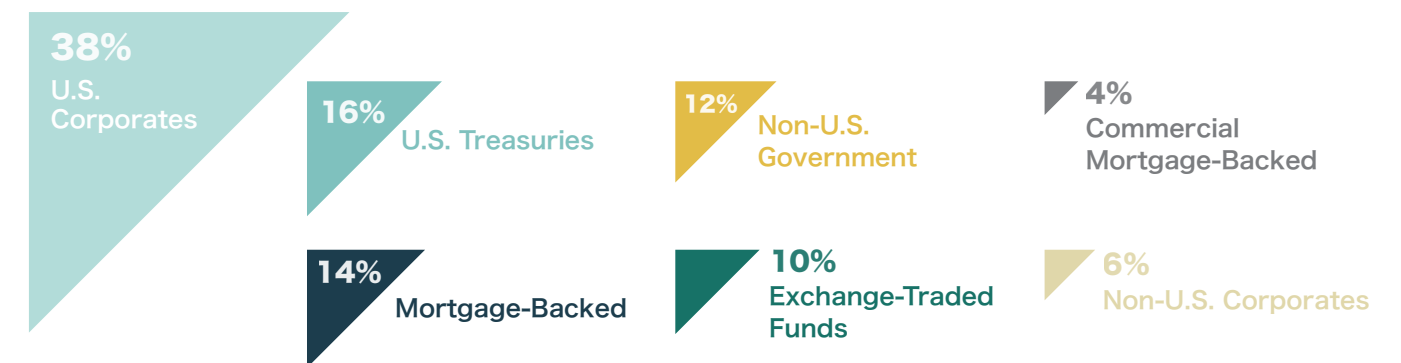 38%
U.S.
Corporates
16%
U.S. Treasuries
12%
Non-U.S.
Government
4%
Commercial
Mortgage-Backed
14%
Mortgage-Backed
10%
Exchange-Traded
Funds
6%
Non-U.S. Corporates